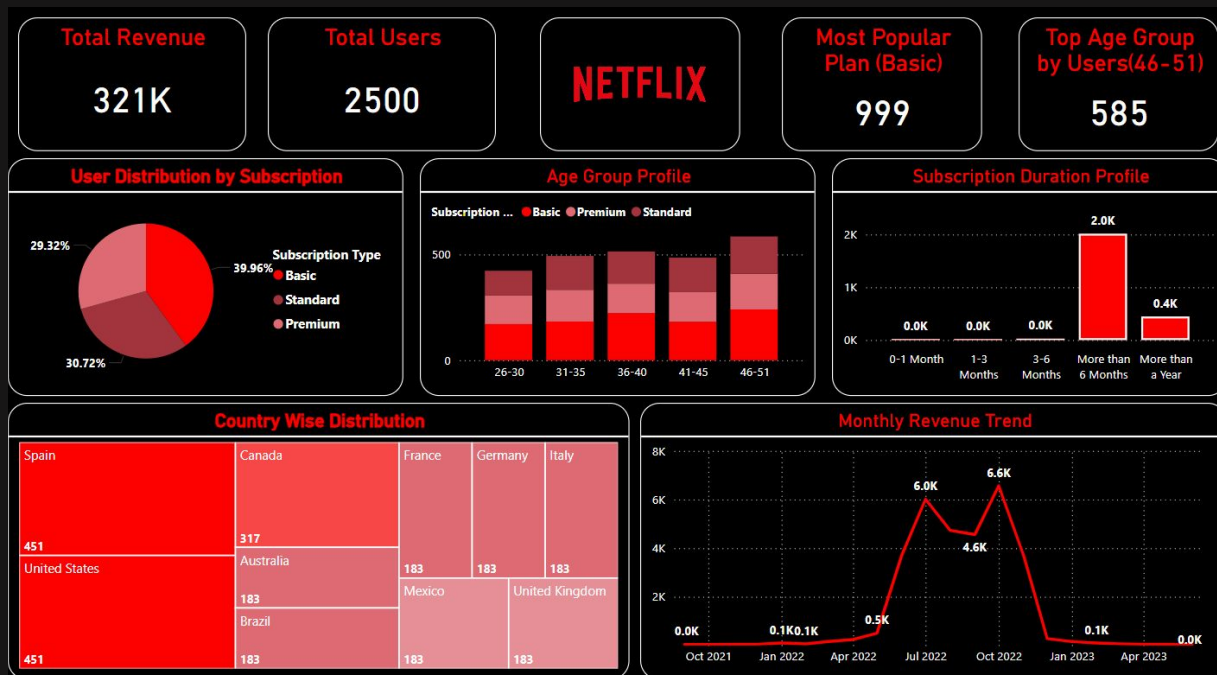 Total Revenue
321K
Total Users
2500
NETFLIX
Most Popular
Plan (Basic)
999
Top Age Group
by Users(46-51)
585
User Distribution by Subscription
29.32%
39.96%
30.72%
Subscription Type
Basic
Standard
Premium
Age Group Profile
Subscription ... Basic Premium Standard
500
0
26-30 31-35 36-40 41-45 46-51
Subscription Duration Profile
2K
1K
0K
0.0K 0.0K 0.0K 2.0K 0.4K
0-1 Month 1-3 3-6 More than More than
Months Months 6 Months a Year
Country Wise Distribution
Spain
451
United States
451
Canada
317
Australia
183
Brazil
183
France
183
Germany
183
Italy
183
Mexico
183
United Kingdom
183
Monthly Revenue Trend
8K
6K
4K
2K
0.0K 0.1K 0.1K 0.5K 6.0K 4.6K 6.6K 0.1K 0.0K
Oct 2021 Jan 2022 Apr 2022 Jul 2022 Oct 2022 Jan 2023 Apr 2023